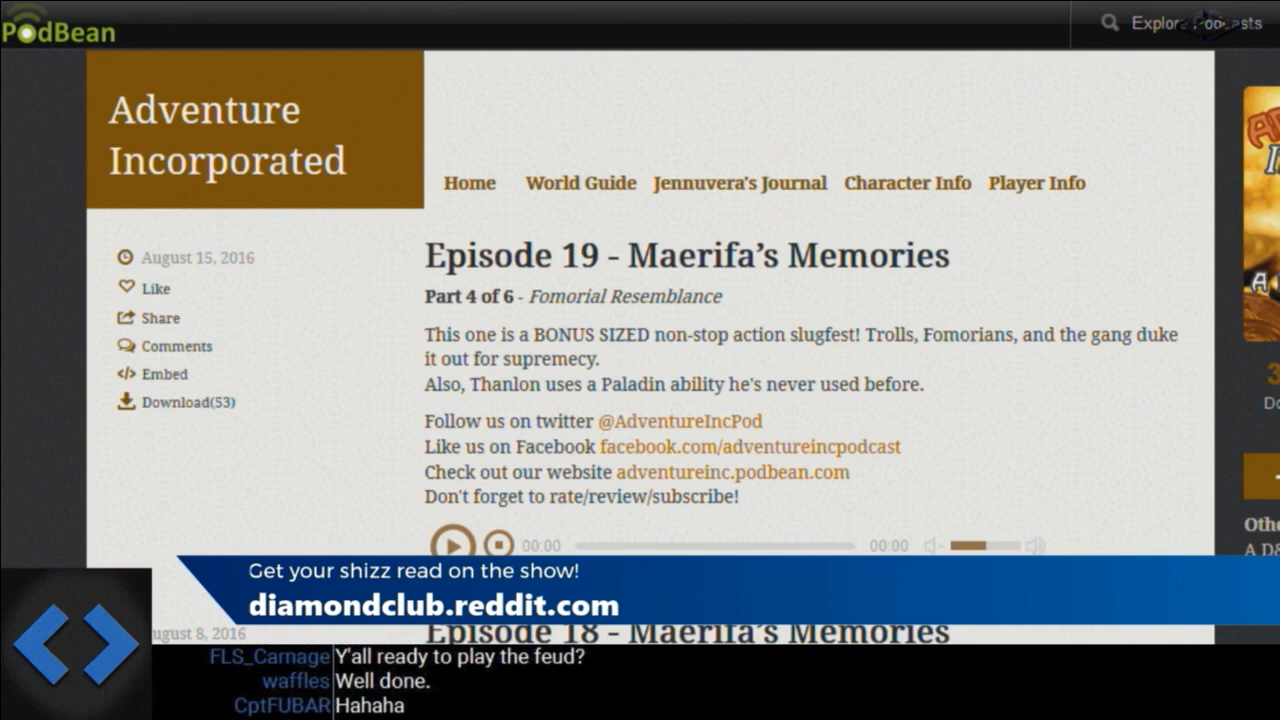 PodBean
Explore Podcasts
Adventure
Incorporated
Home World Guide Jennuvera's Journal Character Info Player Info
August 15, 2016
Like
Share
Comments
Embed
Download(53)
Episode 19 - Maerifa's Memories
Part 4 of 6 - Fomorial Resemblance
This one is a BONUS SIZED non-stop action slugfest! Trolls, Fomorians, and the gang duke
it out for supremecy.
Also, Thanlon uses a Paladin ability he's never used before.
Follow us on twitter @AdventureIncPod
Like us on Facebook facebook.com/adventureincpodcast
Check out our website adventureinc.podbean.com
Don't forget to rate/review/subscribe!
00:00 00:00
Get your shizz read on the show!
diamondclub.reddit.com
ugust 8, 2016
Episode 18 - Maerifa's Memories
FLS_Carnage Y'all ready to play the feud?
waffles Well done.
CptFUBAR Hahaha